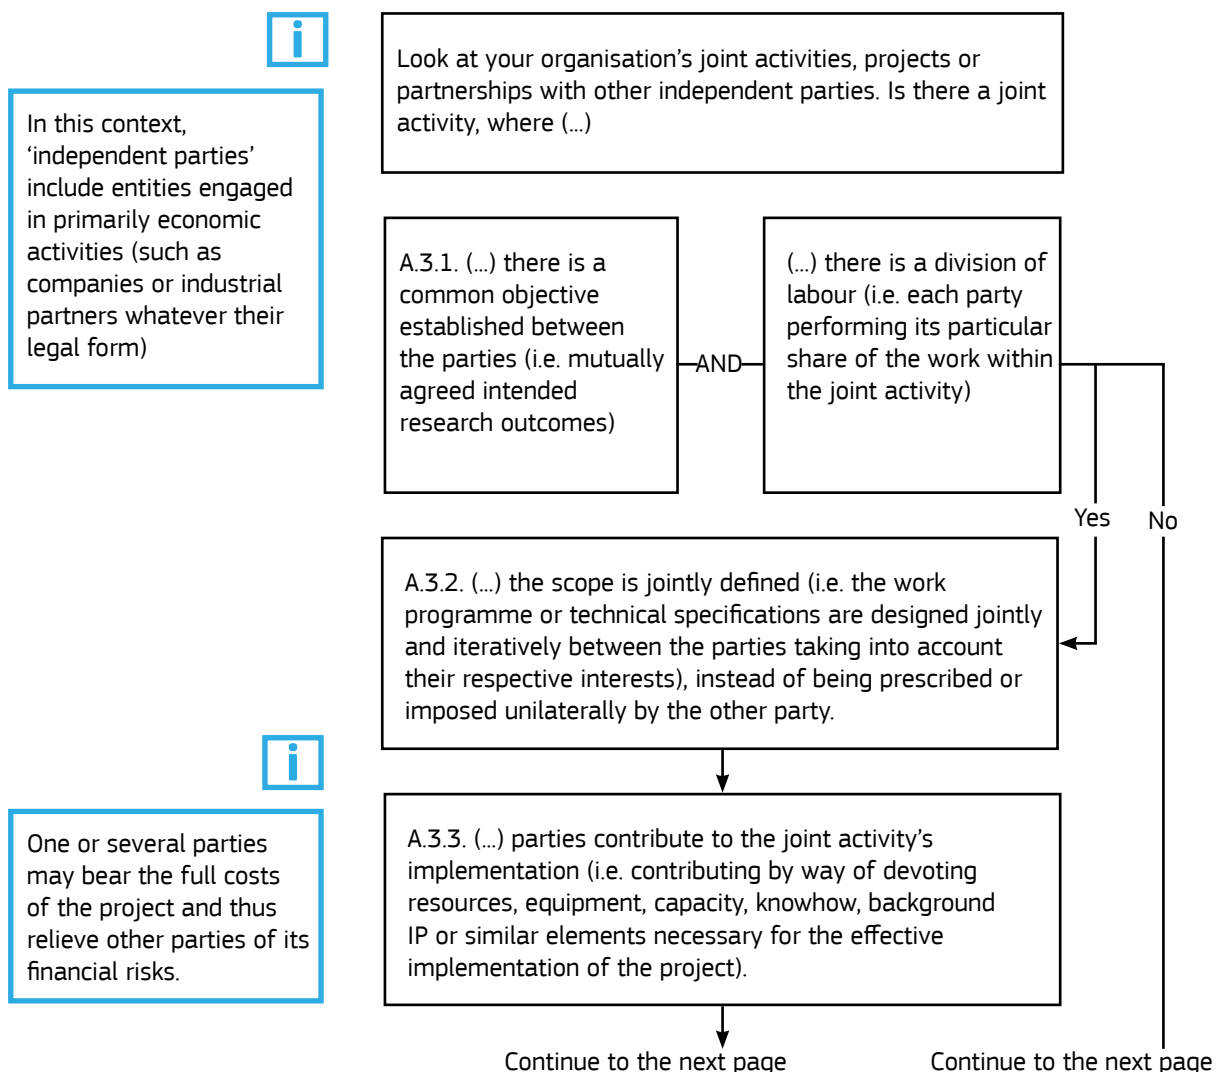 i
Look at your organisation’s joint activities, projects or
partnerships with other independent parties. Is there a joint
activity, where (...)
In this context,
‘independent parties’
include entities engaged
in primarily economic
activities (such as
companies or industrial
partners whatever their
legal form)
A.3.1. (...) there is a
common objective
established between
the parties (i.e. mutually
agreed intended
research outcomes)
AND
(...) there is a division of
labour (i.e. each party
performing its particular
share of the work within
the joint activity)
Yes
No
A.3.2. (...) the scope is jointly defined (i.e. the work
programme or technical specifications are designed jointly
and iteratively between the parties taking into account
their respective interests), instead of being prescribed or
imposed unilaterally by the other party.
i
One or several parties
may bear the full costs
of the project and thus
relieve other parties of its
financial risks.
A.3.3. (...) parties contribute to the joint activity’s
implementation (i.e. contributing by way of devoting
resources, equipment, capacity, knowhow, background
IP or similar elements necessary for the effective
implementation of the project).
Continue to the next page
Continue to the next page